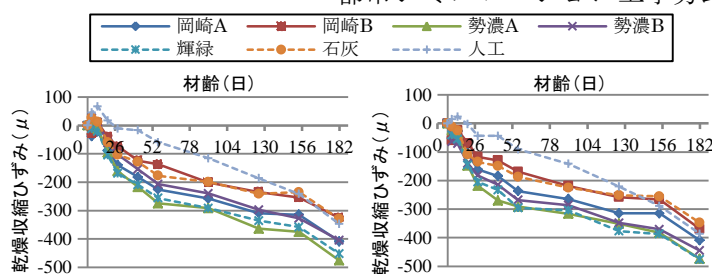 岡崎A 岡崎B 勢濃A 勢濃B
輝緑 石灰 人工
材齢(日) 材齢(日)
100 100
0 0
0 26 52 78 104 130 156 182 0 26 52 78 104 130 156 182
-100 -100
-200 -200
-300 -300
-400 -400
-500 -500
乾燥収縮ひずみ(μ) 乾燥収縮ひずみ(μ)